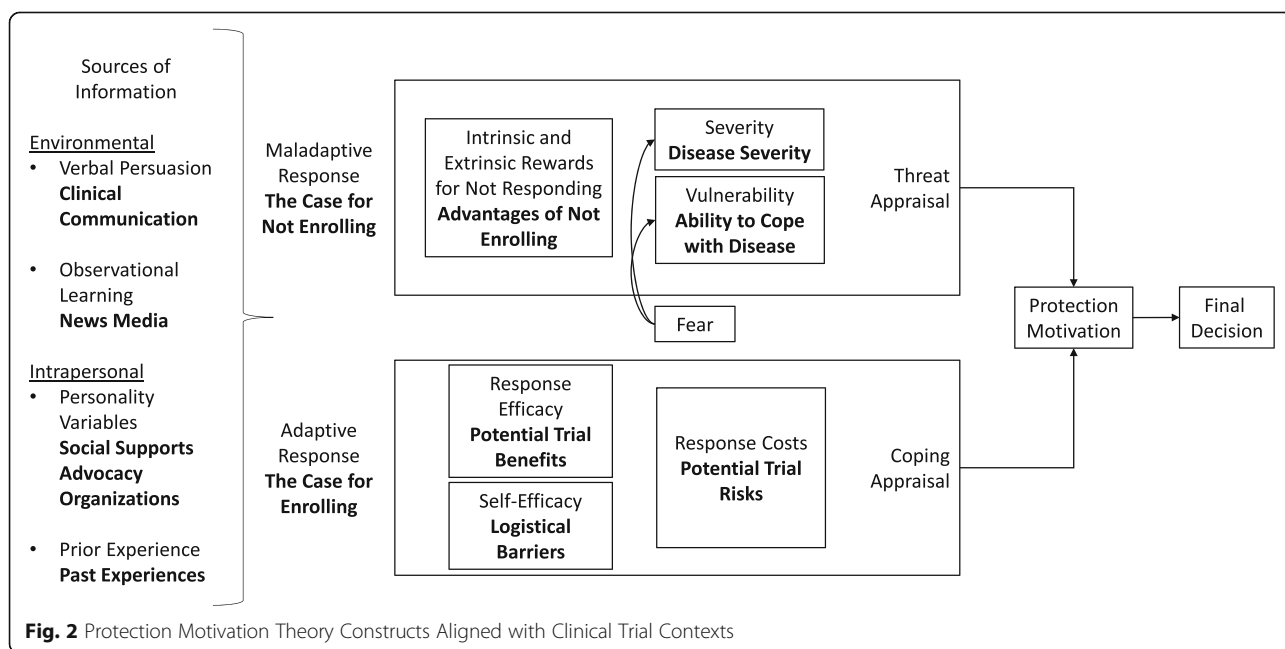 Sources of
Information
Environmental
• Verbal Persuasion
Clinical
Communication
• Observational
Learning
News Media
Intrapersonal
• Personality
Variables
Social Supports
Advocacy
Organizations
• Prior Experience
Past Experiences
Maladaptive
Response
The Case for
Not Enrolling
Intrinsic and
Extrinsic Rewards
for Not Responding
Advantages of Not
Enrolling
Severity
Disease Severity
Vulnerability
Ability to Cope
with Disease
Threat
Appraisal
Fear
Adaptive
Response
The Case for
Enrolling
Response
Efficacy
Potential Trial
Benefits
Self-Efficacy
Logistical
Barriers
Response Costs
Potential Trial
Risks
Coping
Appraisal
Protection
Motivation
Final
Decision
Fig. 2 Protection Motivation Theory Constructs Aligned with Clinical Trial Contexts